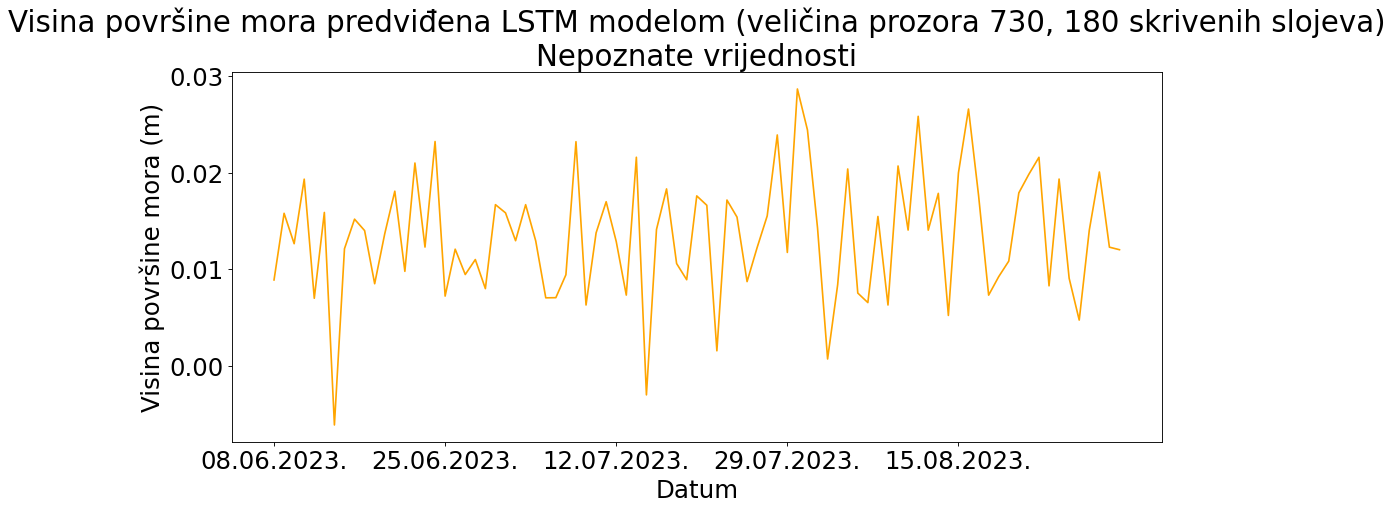 Visina površine mora predviđena LSTM modelom (veličina prozora 730, 180 skrivenih slojeva)
Nepoznate vrijednosti
Visina površine mora (m)
0.03
0.02
0.01
0.00
08.06.2023. 25.06.2023. 12.07.2023. 29.07.2023. 15.08.2023.
Datum